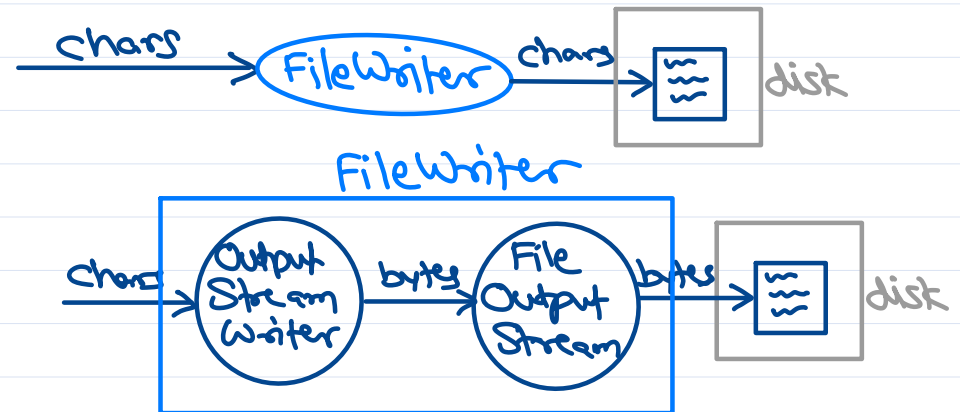 chars
FileWriter
chars
disk
FileWriter
chars
Output
Stream
Writer
bytes
File
Output
Stream
bytes
disk